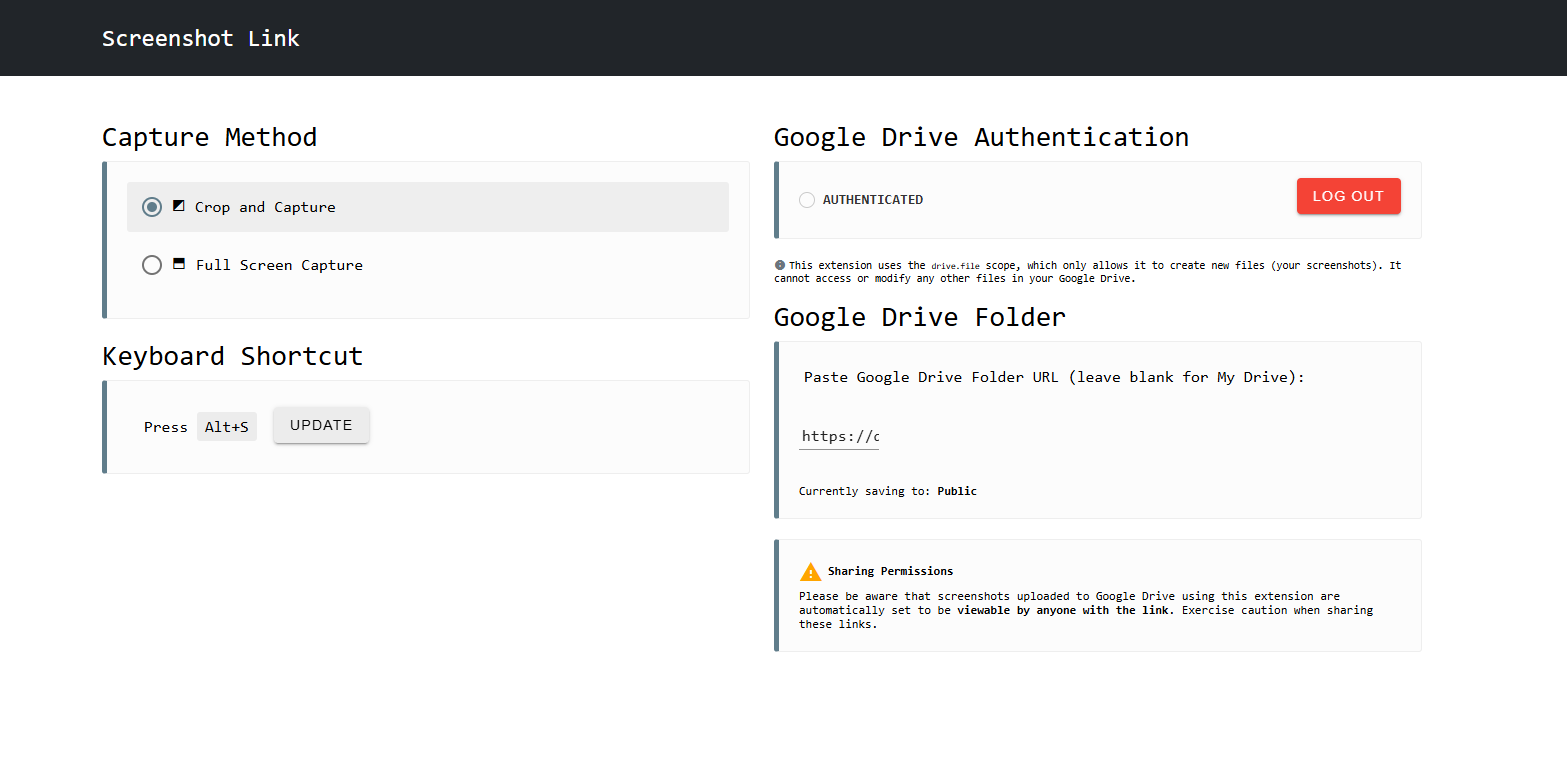 Screenshot Link
Capture Method
Crop and Capture
Full Screen Capture
Keyboard Shortcut
Press Alt+S UPDATE
Google Drive Authentication
AUTHENTICATED LOG OUT
This extension uses the drive.file scope, which only allows it to create new files (your screenshots). It
cannot access or modify any other files in your Google Drive.
Google Drive Folder
Paste Google Drive Folder URL (leave blank for My Drive):
https://d
Currently saving to: Public
Sharing Permissions
Please be aware that screenshots uploaded to Google Drive using this extension are
automatically set to be viewable by anyone with the link. Exercise caution when sharing
these links.